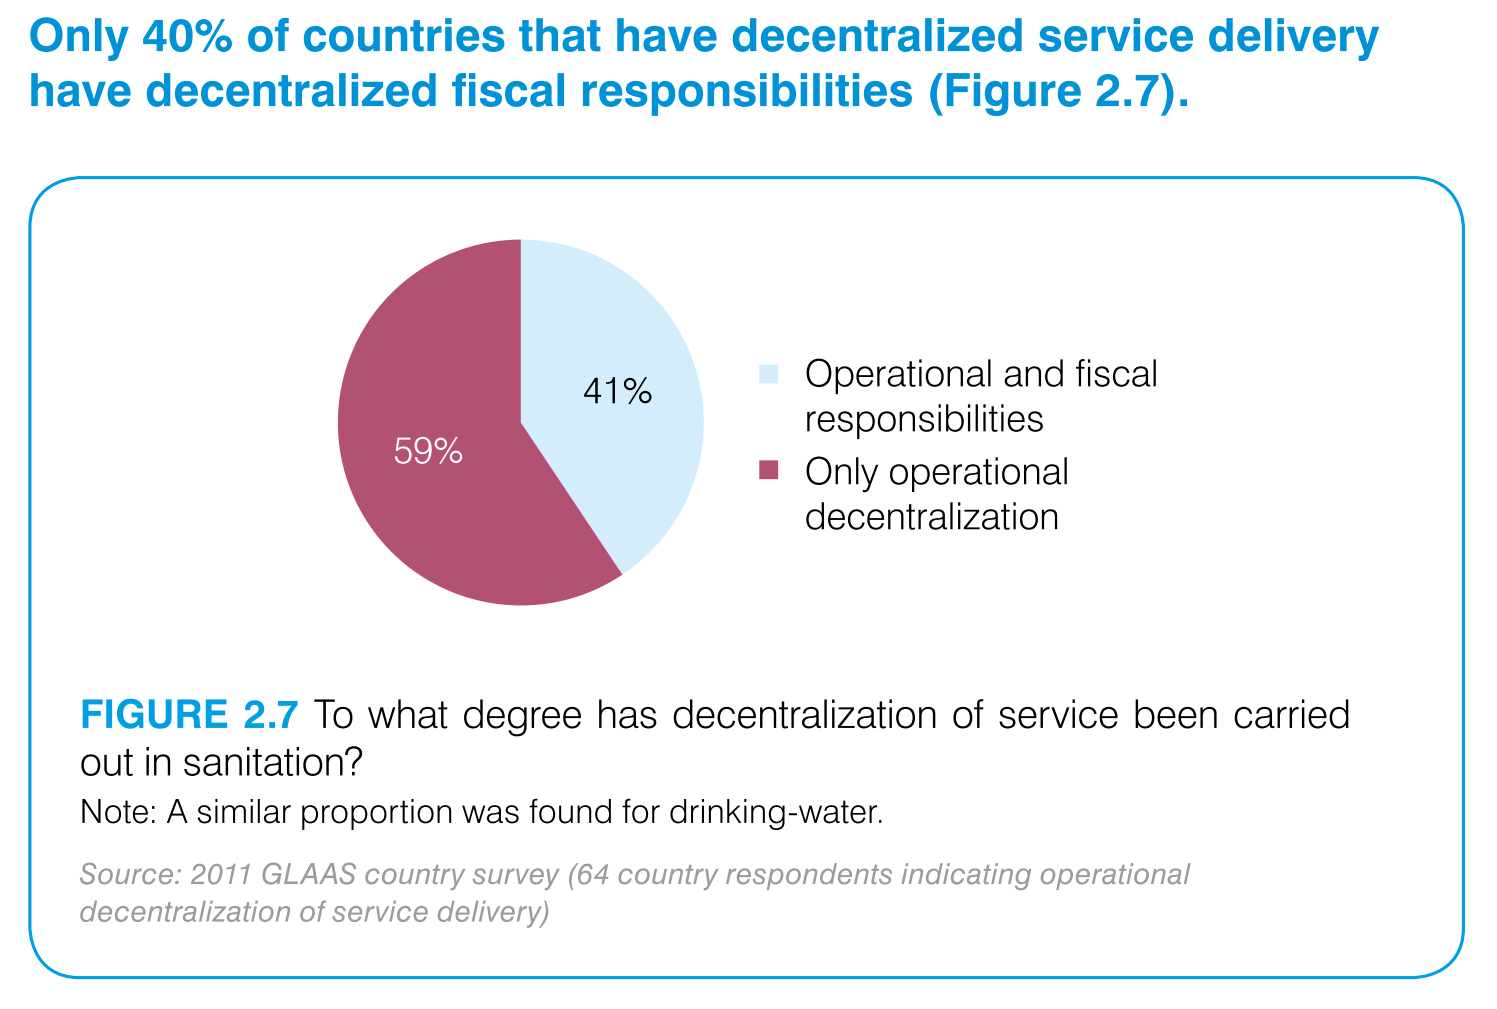 Only 40% of countries that have decentralized service delivery
have decentralized fiscal responsibilities (Figure 2.7).
41%
59%
Operational and fiscal
responsibilities
Only operational
decentralization
FIGURE 2.7 To what degree has decentralization of service been carried
out in sanitation?
Note: A similar proportion was found for drinking-water.
Source: 2011 GLAAS country survey (64 country respondents indicating operational
decentralization of service delivery)